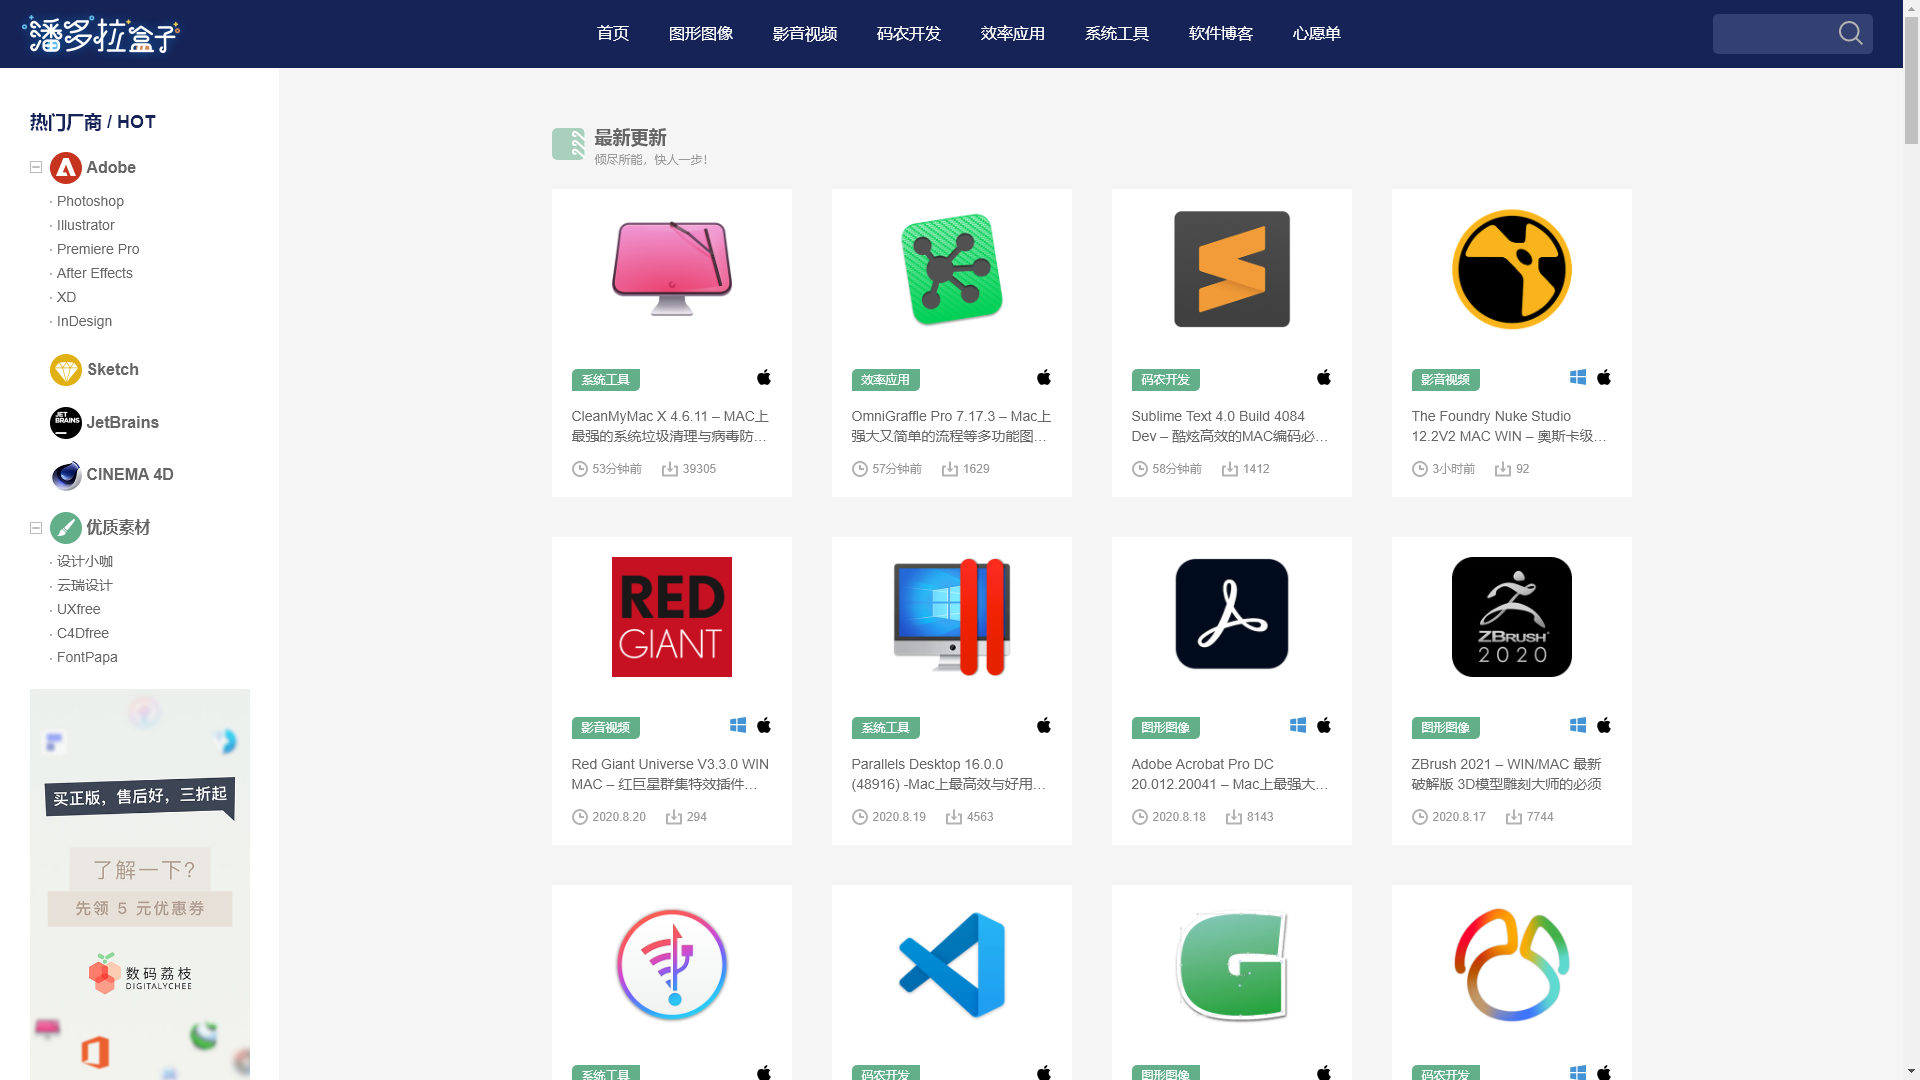 潘多拉盒子
首页
图形图像
影音视频
码农开发
效率应用
系统工具
软件博客
心愿单
热门厂商 / HOT
Adobe
· Photoshop
· Illustrator
· Premiere Pro
· After Effects
· XD
· InDesign
Sketch
JET
BRAINS
JetBrains
CINEMA 4D
优质素材
· 设计小咖
· 云瑞设计
· UXfree
· C4Dfree
· FontPapa
买正版，售后好，三折起
了解一下?
先领 5 元优惠券
数码荔枝
DIGITALYCHEE
最新更新
倾尽所能，快人一步！
系统工具
CleanMyMac X 4.6.11 – MAC上
最强的系统垃圾清理与病毒防…
53分钟前 39305
效率应用
OmniGraffle Pro 7.17.3 – Mac上
强大又简单的流程等多功能图…
57分钟前 1629
码农开发
Sublime Text 4.0 Build 4084
Dev – 酷炫高效的MAC编码必…
58分钟前 1412
影音视频
The Foundry Nuke Studio
12.2V2 MAC WIN – 奥斯卡级…
3小时前 92
RED
GIANT
影音视频
Red Giant Universe V3.3.0 WIN
MAC – 红巨星群集特效插件…
2020.8.20 294
系统工具
Parallels Desktop 16.0.0
(48916) -Mac上最高效与好用…
2020.8.19 4563
图形图像
Adobe Acrobat Pro DC
20.012.20041 – Mac上最强大…
2020.8.18 8143
ZBRUSH
2020
图形图像
ZBrush 2021 – WIN/MAC 最新
破解版 3D模型雕刻大师的必须
2020.8.17 7744
系统工具
码农开发
图形图像
码农开发